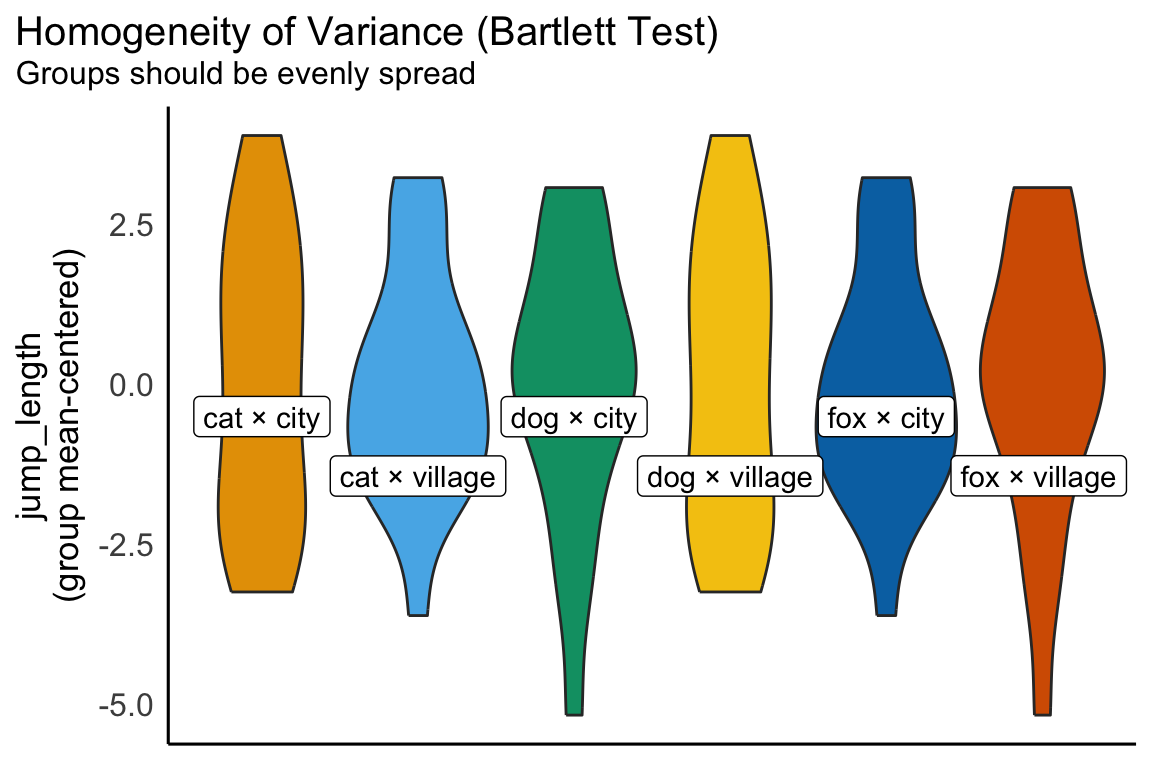 Homogeneity of Variance (Bartlett Test)
Groups should be evenly spread
jump_length
(group mean-centered)
2.5
0.0
-2.5
-5.0
cat × city
cat × village
dog × city
dog × village
fox × city
fox × village